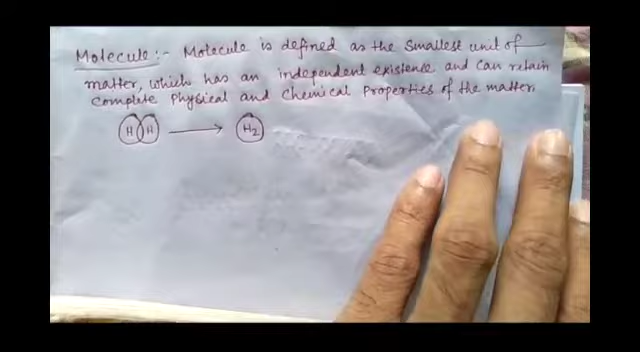 Molecule :- Molecule is defined as the smallest unit of
matter, which has an independent existence and can retain
complete Physical and Chemical Properties of the matter.
H H → H₂